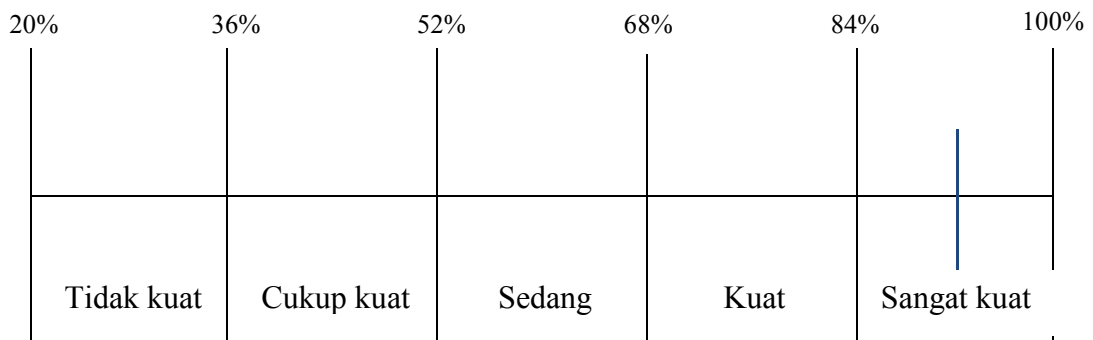 20% 36% 52% 68% 84% 100%
Tidak kuat Cukup kuat Sedang Kuat Sangat kuat